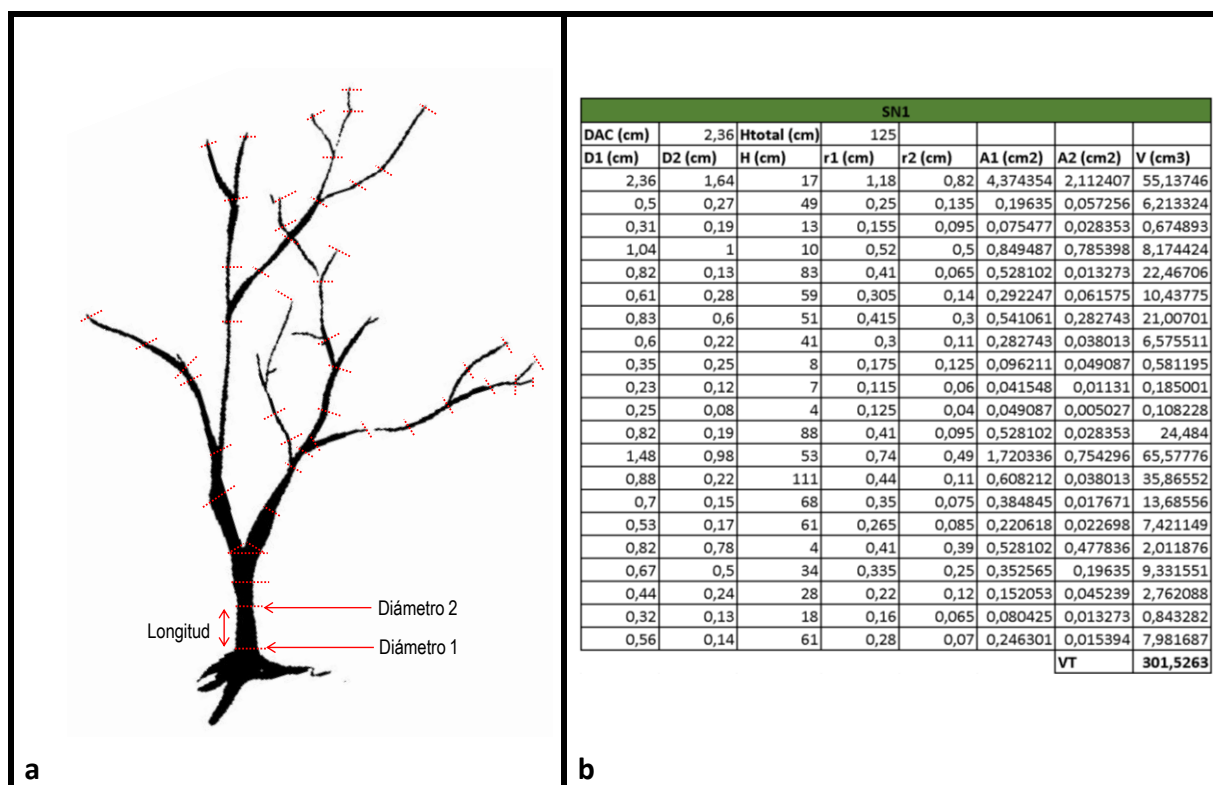 Diámetro 2
Longitud
Diámetro 1
a
SN1
DAC (cm) 2,36 Htotal (cm) 125
D1 (cm) D2 (cm) H (cm) r1 (cm) r2 (cm) A1 (cm2) A2 (cm2) V (cm3)
2,36 1,64 17 1,18 0,82 4,374354 2,112407 55,13746
0,5 0,27 49 0,25 0,135 0,19635 0,057256 6,213324
0,31 0,19 13 0,155 0,095 0,075477 0,028353 0,674893
1,04 1 10 0,52 0,5 0,849487 0,785398 8,174424
0,82 0,13 83 0,41 0,065 0,528102 0,013273 22,46706
0,61 0,28 59 0,305 0,14 0,292247 0,061575 10,43775
0,83 0,6 51 0,415 0,3 0,541061 0,282743 21,00701
0,6 0,22 41 0,3 0,11 0,282743 0,038013 6,575511
0,35 0,25 8 0,175 0,125 0,096211 0,049087 0,581195
0,23 0,12 7 0,115 0,06 0,041548 0,01131 0,185001
0,25 0,08 4 0,125 0,04 0,049087 0,005027 0,108228
0,82 0,19 88 0,41 0,095 0,528102 0,028353 24,484
1,48 0,98 53 0,74 0,49 1,720336 0,754296 65,57776
0,88 0,22 111 0,44 0,11 0,608212 0,038013 35,86552
0,7 0,15 68 0,35 0,075 0,384845 0,017671 13,68556
0,53 0,17 61 0,265 0,085 0,220618 0,022698 7,421149
0,82 0,78 4 0,41 0,39 0,528102 0,477836 2,011876
0,67 0,5 34 0,335 0,25 0,352565 0,19635 9,331551
0,44 0,24 28 0,22 0,12 0,152053 0,045239 2,762088
0,32 0,13 18 0,16 0,065 0,080425 0,013273 0,843282
0,56 0,14 61 0,28 0,07 0,246301 0,015394 7,981687
VT 301,5263
b